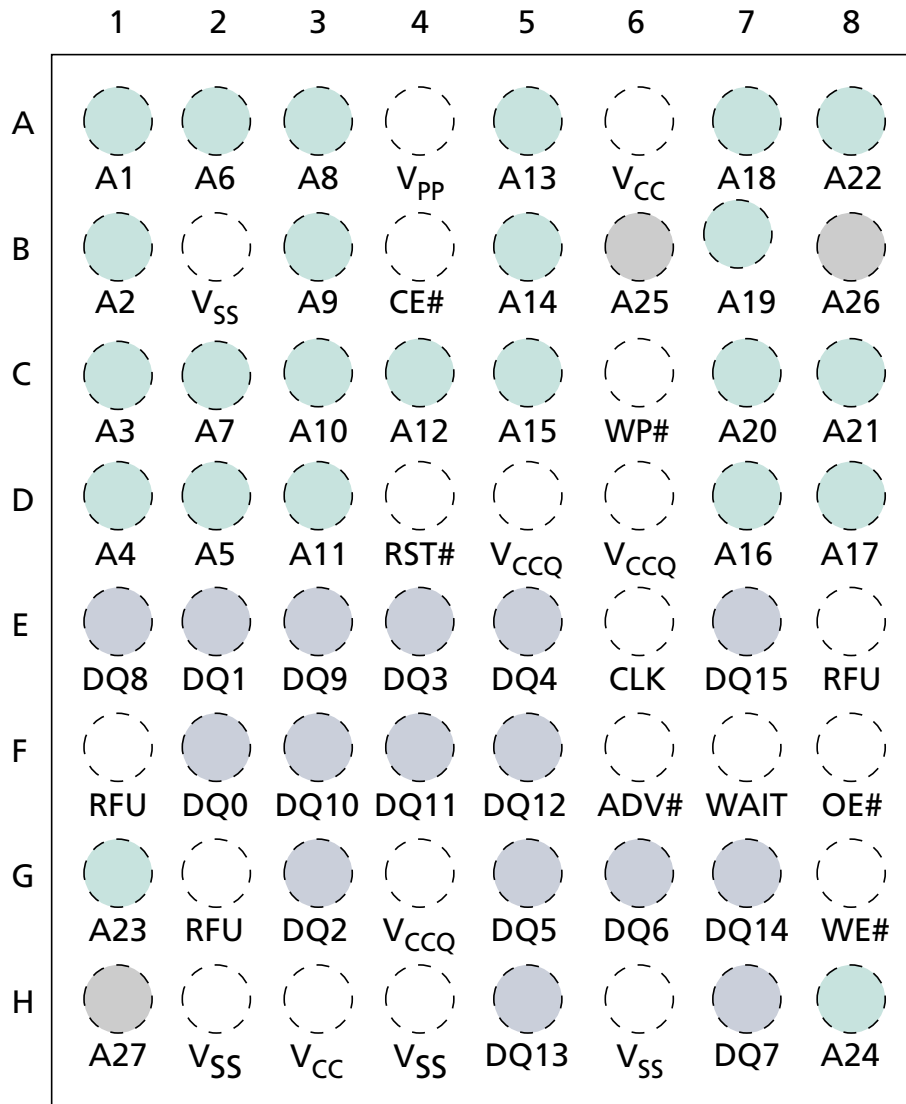 1 2 3 4 5 6 7 8
A
A1 A6 A8 VPP A13 VCC A18 A22
B
A2 VSS A9 CE# A14 A25 A19 A26
C
A3 A7 A10 A12 A15 WP# A20 A21
D
A4 A5 A11 RST# VCCQ VCCQ A16 A17
E
DQ8 DQ1 DQ9 DQ3 DQ4 CLK DQ15 RFU
F
RFU DQ0 DQ10 DQ11 DQ12 ADV# WAIT OE#
G
A23 RFU DQ2 VCCQ DQ5 DQ6 DQ14 WE#
H
A27 VSS VCC VSS DQ13 VSS DQ7 A24